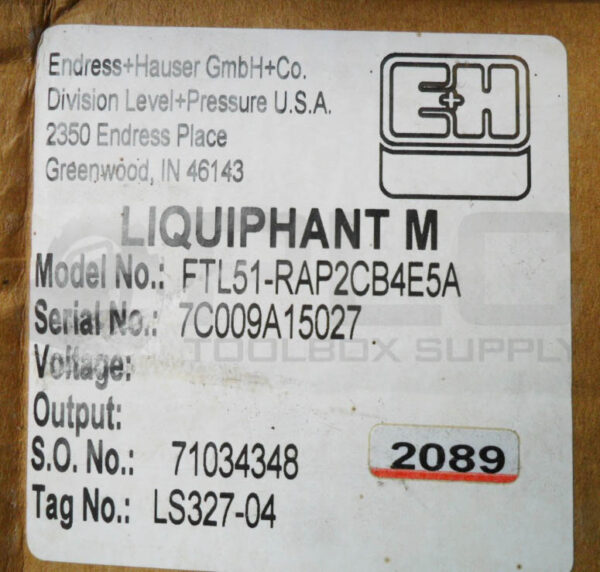 Endress+Hauser GmbH+Co.
Division Level+Pressure U.S.A.
2350 Endress Place
Greenwood, IN 46143
E+H
LIQUIPHANT M
Model No.: FTL51-RAP2CB4E5A
Serial No.: 7C009A15027
TOOLBOX SUPPLY
Voltage:
Output:
S.O. No.: 71034348
2089
Tag No.: LS327-04